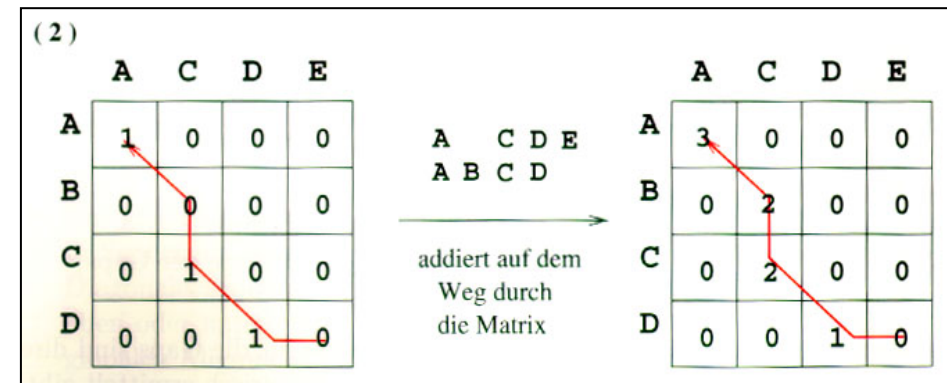 (2)
A C D E
A 1 0 0 0
B 0 0 0 0
C 0 1 0 0
D 0 0 1 0
A C D E
A B C D
addiert auf dem
Weg durch
die Matrix
A C D E
A 3 0 0 0
B 0 2 0 0
C 0 2 0 0
D 0 0 1 0